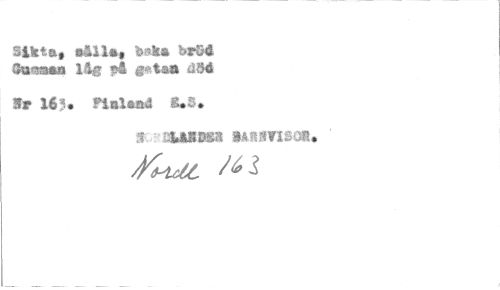 Sikta, sålla, baka bröd
Gumman låg på gatan död
Nr 163. Finland E.S.
NORDLANDER BARNVISOR.
Nordl 163